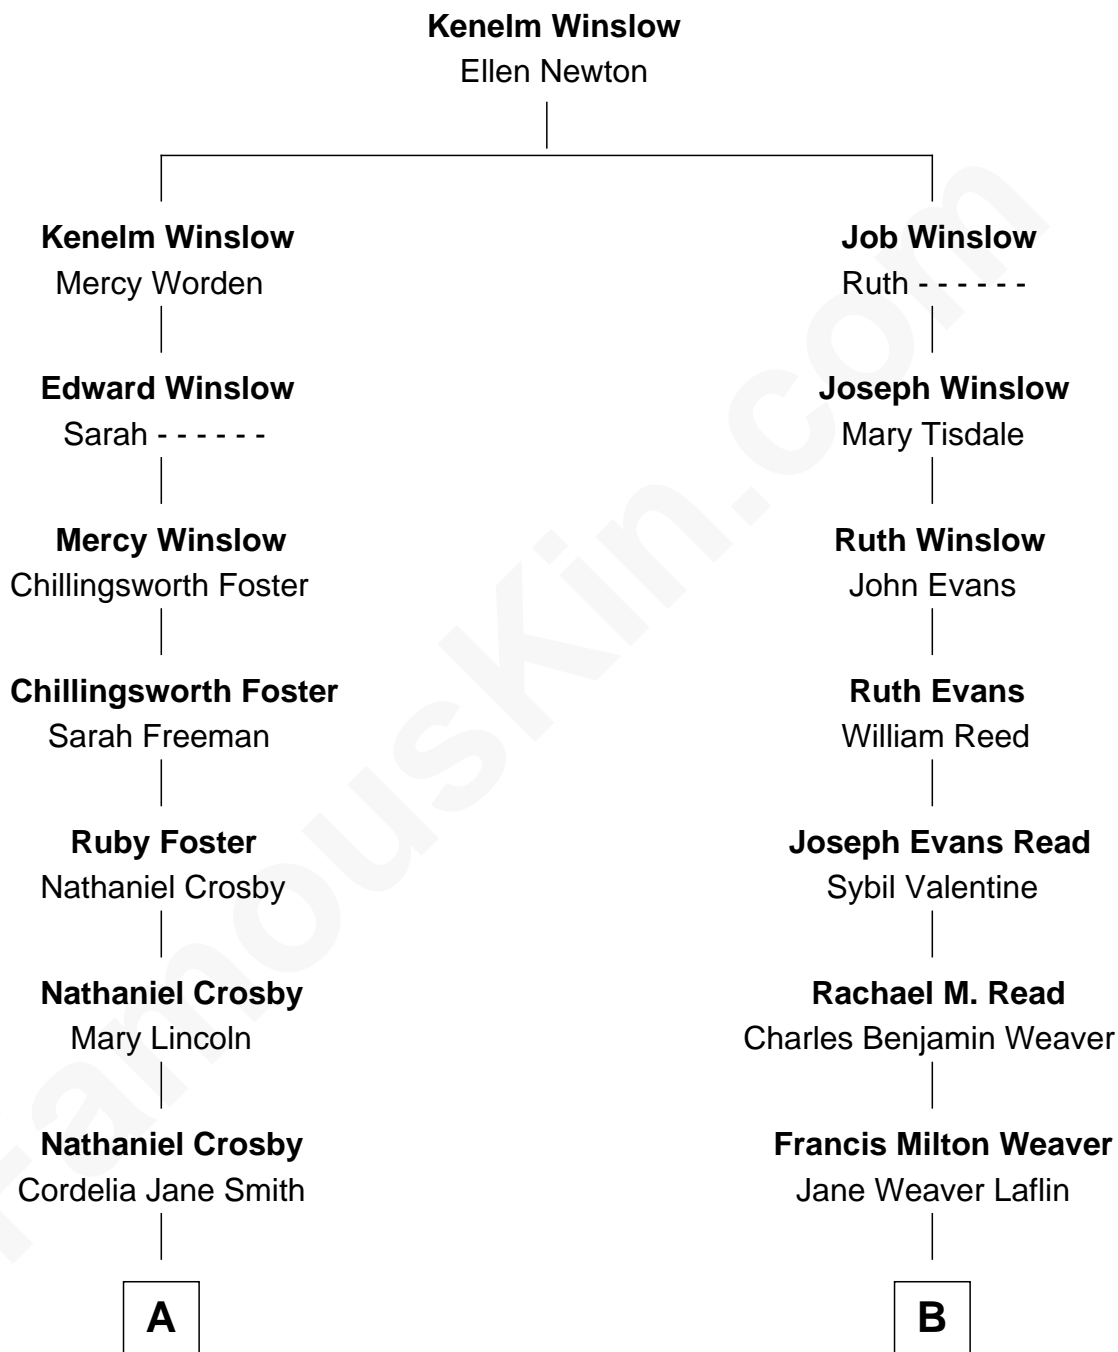 Kenelm Winslow
Ellen Newton
Kenelm Winslow
Mercy Worden
Job Winslow
Ruth - - - - - -
Edward Winslow
Sarah - - - - - -
Joseph Winslow
Mary Tisdale
Mercy Winslow
Chillingsworth Foster
Ruth Winslow
John Evans
Chillingsworth Foster
Sarah Freeman
Ruth Evans
William Reed
Ruby Foster
Nathaniel Crosby
Joseph Evans Read
Sybil Valentine
Nathaniel Crosby
Mary Lincoln
Rachael M. Read
Charles Benjamin Weaver
Nathaniel Crosby
Cordelia Jane Smith
Francis Milton Weaver
Jane Weaver Laflin
A
B
FamousKin.com